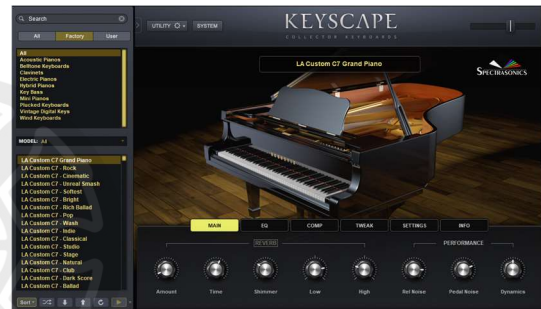 Search
All Factory User
All
Acoustic Pianos
Belltone Keyboards
Clavinets
Electric Pianos
Hybrid Pianos
Key Bass
Mini Pianos
Plucked Keyboards
Vintage Digital Keys
Wind Keyboards
MODEL: All
LA Custom C7 Grand Piano
LA Custom C7 - Rock
LA Custom C7 - Cinematic
LA Custom C7 - Unreal Smash
LA Custom C7 - Softest
LA Custom C7 - Bright
LA Custom C7 - Rich Ballad
LA Custom C7 - Pop
LA Custom C7 - Wash
LA Custom C7 - Indie
LA Custom C7 - Classical
LA Custom C7 - Studio
LA Custom C7 - Stage
LA Custom C7 - Natural
LA Custom C7 - Club
LA Custom C7 - Dark Score
LA Custom C7 - Ballad
Sort
UTILITY SYSTEM
KEYSCAPE
COLLECTOR KEYBOARDS
LA Custom C7 Grand Piano
SPECTRASONICS
MAIN EQ COMP TWEAK SETTINGS INFO
REVERB PERFORMANCE
Amount Time Shimmer Low High Rel Noise Pedal Noise Dynamics